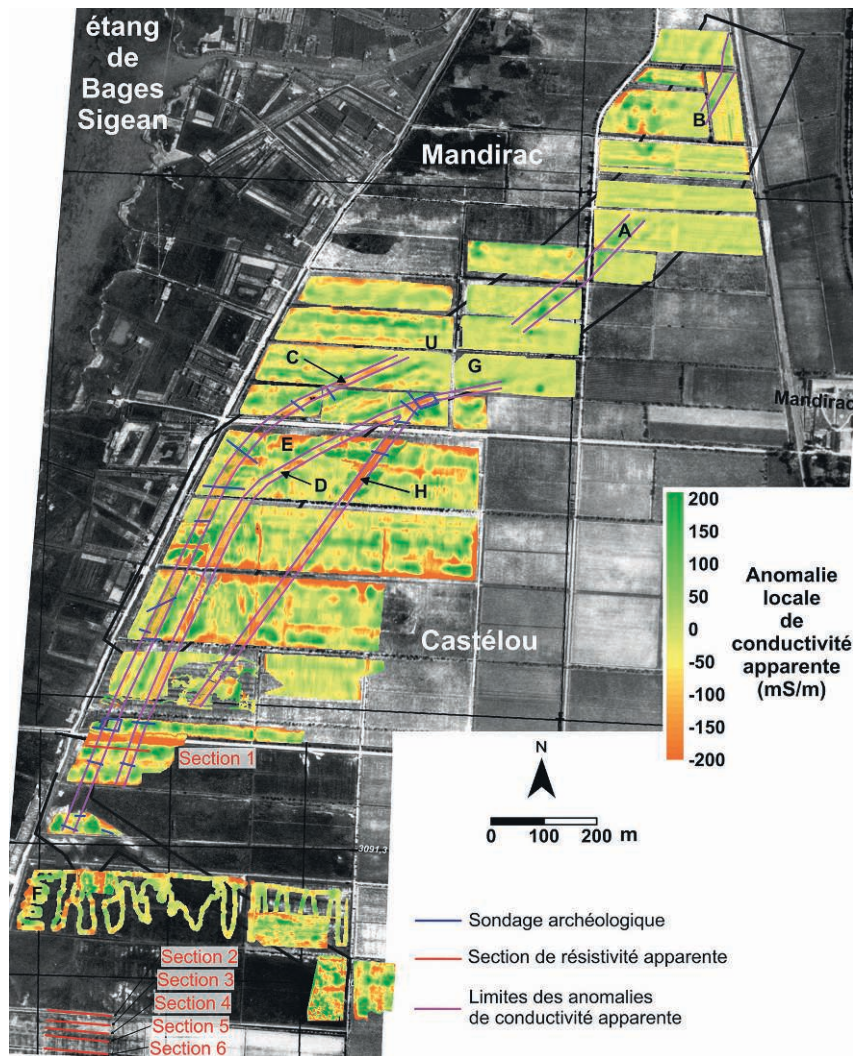 étang
de
Bages
Sigean
Mandirac
B
A
U
C
G
Mandirac
E
D
H
200
150
100
50
0
-50
-100
-150
-200
Anomalie
locale
de
conductivité
apparente
(mS/m)
Castélou
Section 1
N
0 100 200 m
3091,3
F
Sondage archéologique
Section de résistivité apparente
Limites des anomalies
de conductivité apparente
Section 2
Section 3
Section 4
Section 5
Section 6